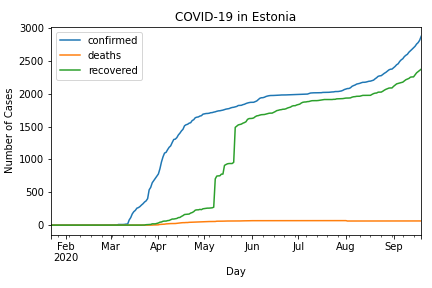 COVID-19 in Estonia
confirmed
deaths
recovered
Number of Cases
3000
2500
2000
1500
1000
500
0
Feb Mar Apr May Jun Jul Aug Sep
2020
Day